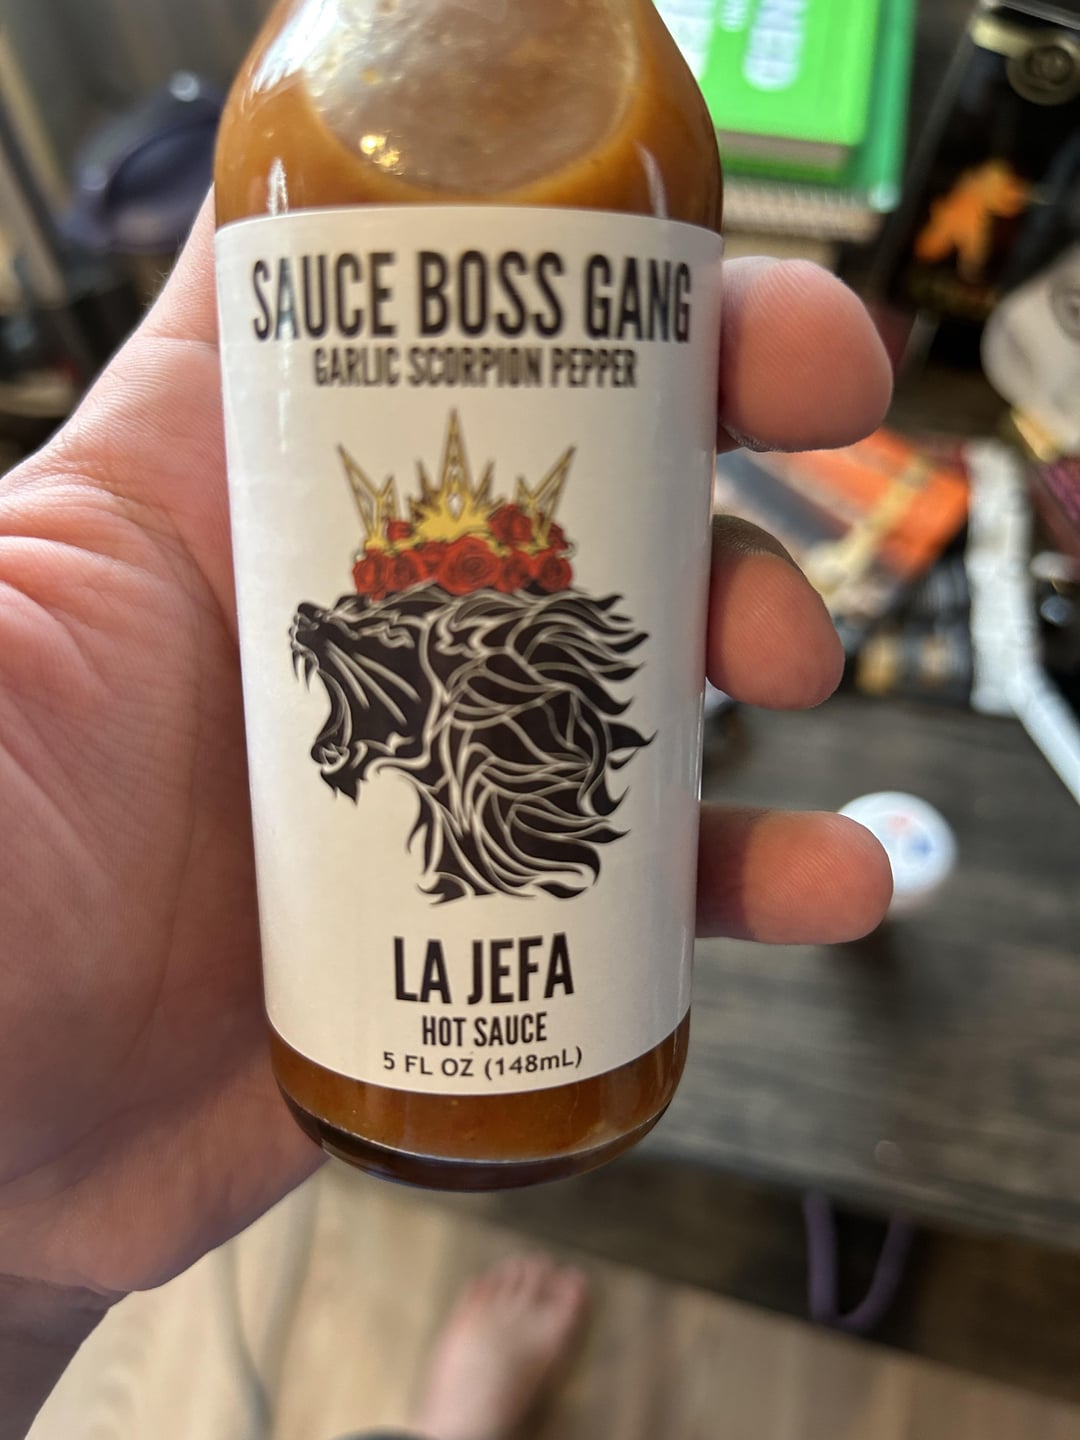 SAUCE BOSS GANG
GARLIC SCORPION PEPPER
LA JEFA
HOT SAUCE
5 FL OZ (148mL)